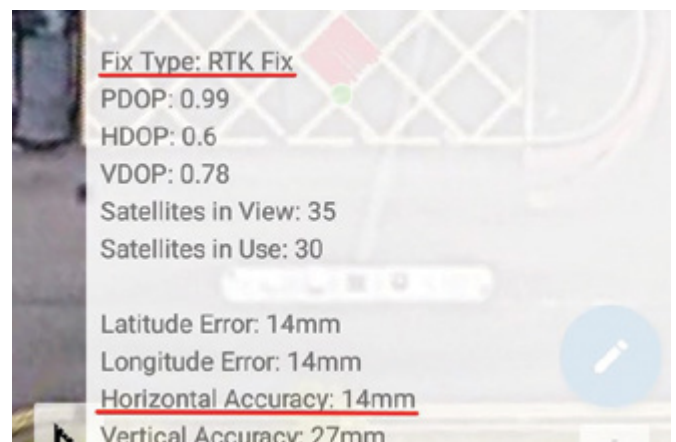 Fix Type: RTK Fix
PDOP: 0.99
HDOP: 0.6
VDOP: 0.78
Satellites in View: 35
Satellites in Use: 30
Latitude Error: 14mm
Longitude Error: 14mm
Horizontal Accuracy: 14mm
Vertical Accuracy: 27mm